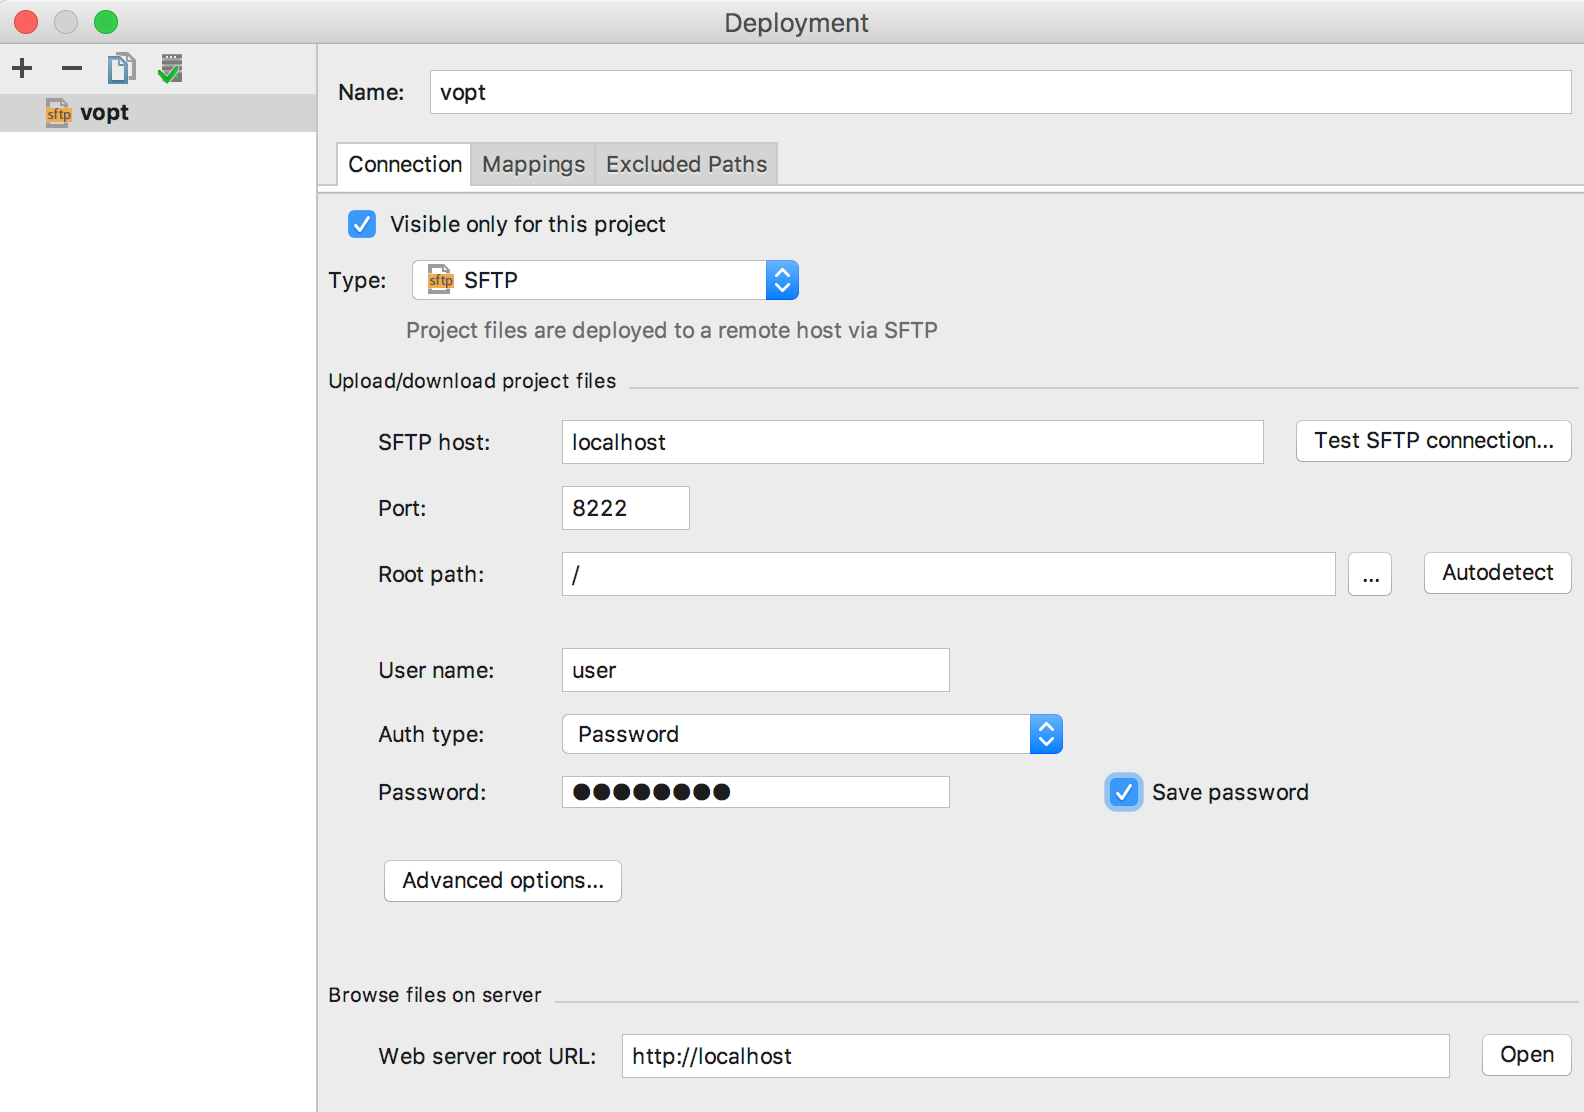 Deployment
sftp vopt
Name: vopt
Connection Mappings Excluded Paths
Visible only for this project
Type: sftp SFTP
Project files are deployed to a remote host via SFTP
Upload/download project files
SFTP host: localhost Test SFTP connection...
Port: 8222
Root path: / ... Autodetect
User name: user
Auth type: Password
Password: ●●●●●●●● Save password
Advanced options...
Browse files on server
Web server root URL: http://localhost Open